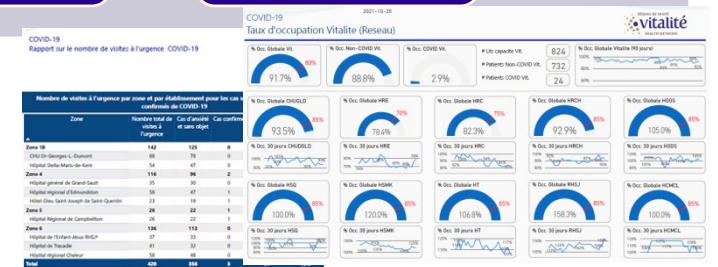 COVID-19
Rapport sur le nombre de visites à l'urgence COVID-19
Nombre de visites à l'urgence par zone et par établissement pour les cas s
confirmés de COVID-19
Zone
Nombre total de visites à l'urgence
Cas d'anxiété et sans objet
Cas confirm
Zone 1B 142 125 0
CHU Dr-Georges-L.-Dumont 88 78 0
Hôpital Stella-Maris-de-Kent 54 47 0
Zone 4 116 96 2
Hôpital général de Grand-Sault 35 30 0
Hôpital régional d'Edmundston 58 47 1
Hôtel-Dieu Saint-Joseph de Saint-Quentin 23 19 1
Zone 5 26 22 1
Hôpital Régional de Campbellton 26 22 1
Zone 6 136 113 0
Hôpital de l'Enfant-Jésus RHSJ† 37 33 0
Hôpital de Tracadie 41 32 0
Hôpital régional Chaleur 58 48 0
Total 420 356 3
2021-10-20
COVID-19
Taux d'occupation Vitalite (Reseau)
RÉSEAU DE SANTÉ
vitalité
HEALTH NETWORK
% Occ. Globale Vit.
80%
91.7%
% Occ. Non-COVID Vit.
88.8%
% Occ. COVID Vit.
2.9%
# Lits capacite Vit. 824
# Patients Non-COVID Vit. 732
# Patients COVID Vit. 24
% Occ. Globale Vitalite (90 jours)
80%
60%
% Occ. Globale CHUGLD
85%
93.5%
% Occ. Globale HRE
70%
78.4%
% Occ. Globale HRC
75%
82.3%
% Occ. Globale HRCH
85%
92.9%
% Occ. Globale HSGS
85%
105.0%
% Occ. 30 jours CHUDGLD
% Occ. 30 jours HRE
% Occ. 30 jours HRC
% Occ. 30 jours HRCH
% Occ. 30 jours HSGS
% Occ. Globale HSQ
85%
100.0%
% Occ. Globale HSMK
85%
120.0%
% Occ. Globale HT
85%
106.8%
% Occ. Globale RHSJ
85%
158.3%
% Occ. Globale HCMCL
85%
100.0%
% Occ. 30 jours HSQ
% Occ. 30 jours HSMK
% Occ. 30 jours HT
% Occ. 30 jours RHSJ
% Occ. 30 jours HCMCL